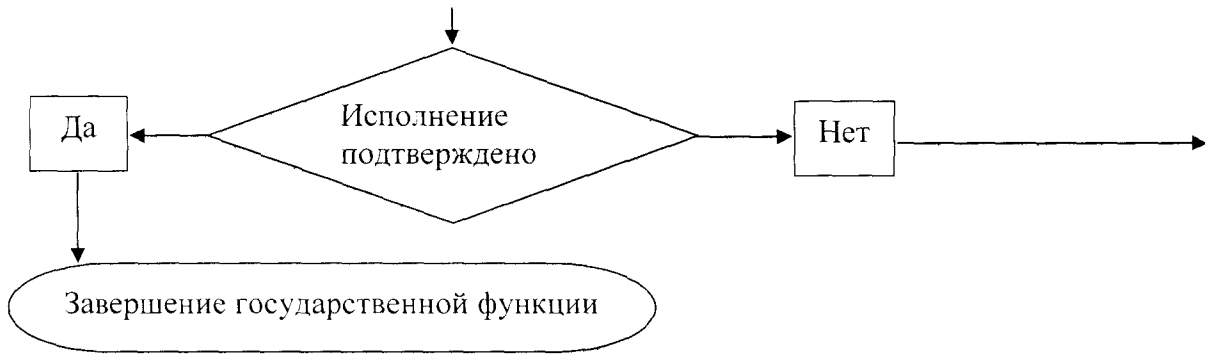 Да
Исполнение
подтверждено
Нет
Завершение государственной функции